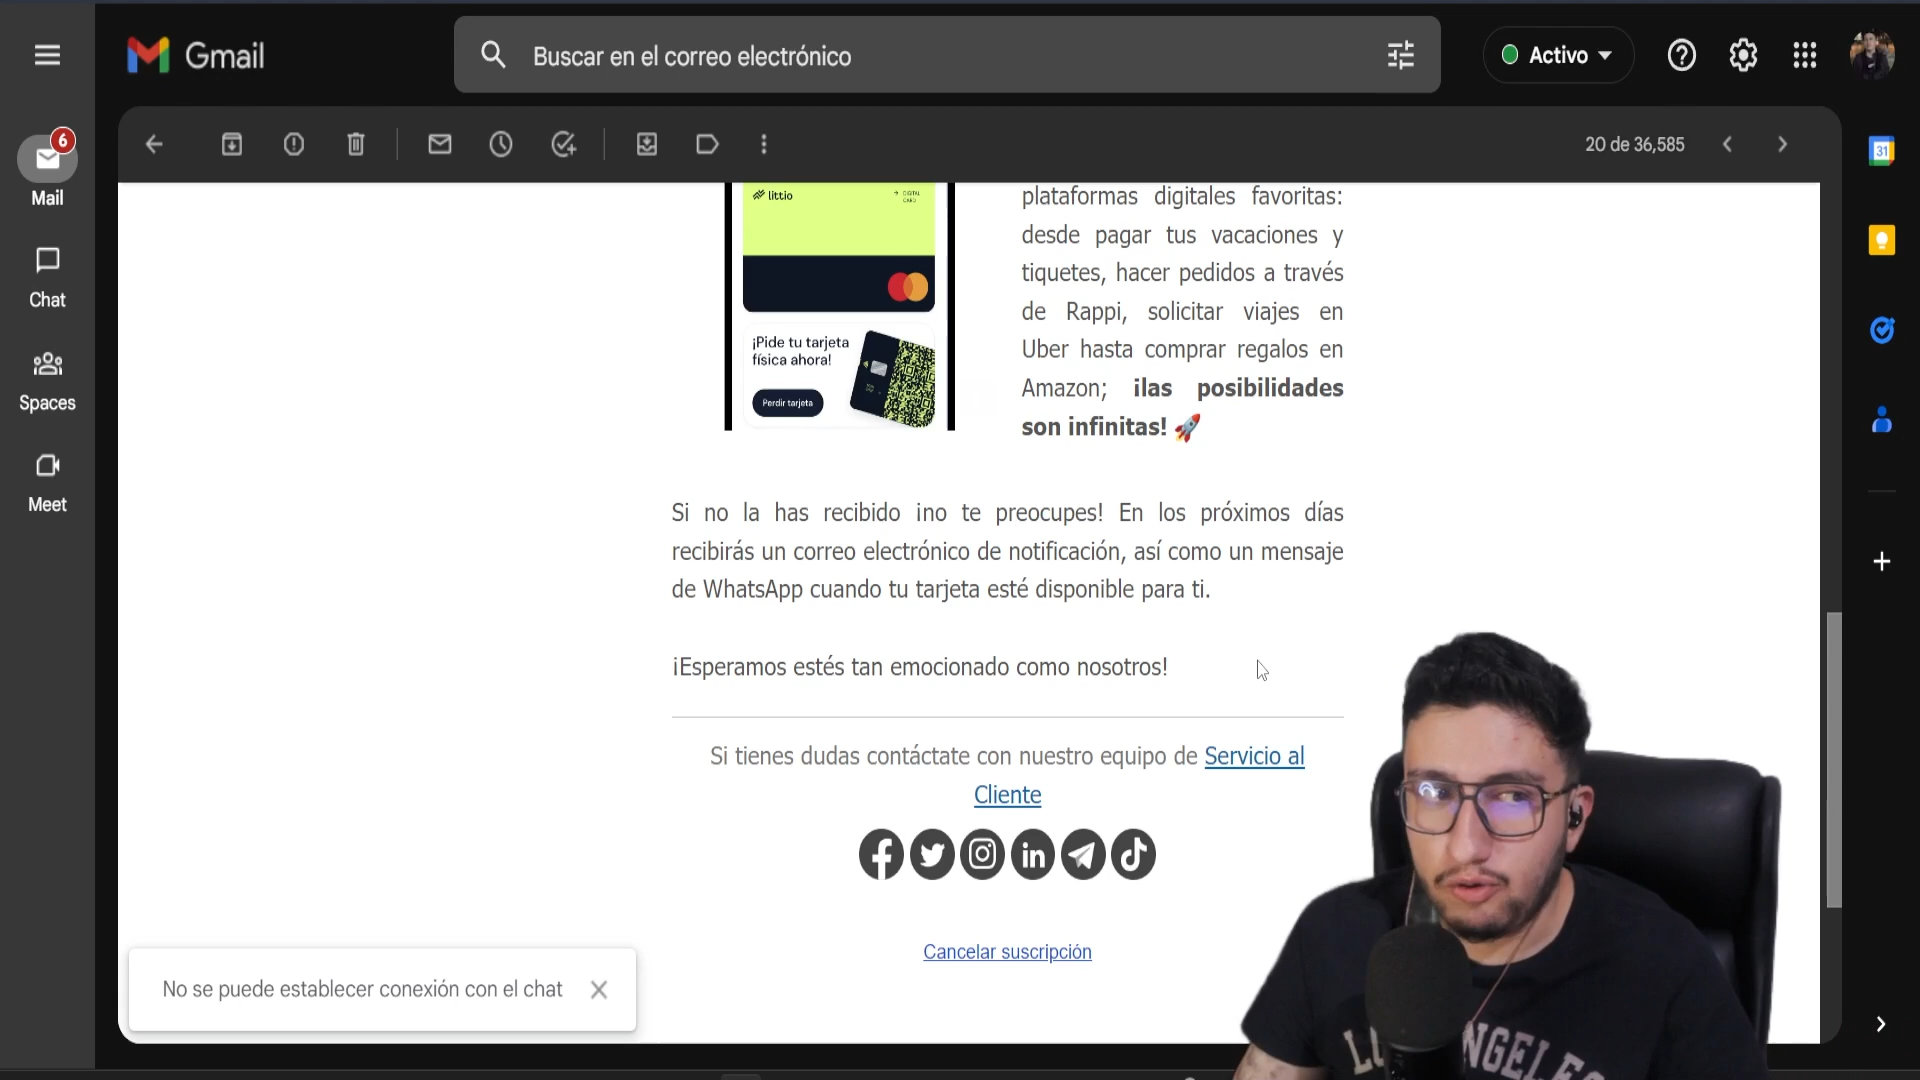 Gmail
Buscar en el correo electrónico
Activo
6
Mail
Chat
Spaces
Meet
20 de 36,585
31
littio
DIGITAL
CARD
¡Pide tu tarjeta
física ahora!
Perdir tarjeta
plataformas digitales favoritas:
desde pagar tus vacaciones y
tiquetes, hacer pedidos a través
de Rappi, solicitar viajes en
Uber hasta comprar regalos en
Amazon; ¡las posibilidades
son infinitas! 🚀
Si no la has recibido ¡no te preocupes! En los próximos días
recibirás un correo electrónico de notificación, así como un mensaje
de WhatsApp cuando tu tarjeta esté disponible para ti.
¡Esperamos estés tan emocionado como nosotros!
Si tienes dudas contáctate con nuestro equipo de Servicio al
Cliente
Cancelar suscripción
No se puede establecer conexión con el chat